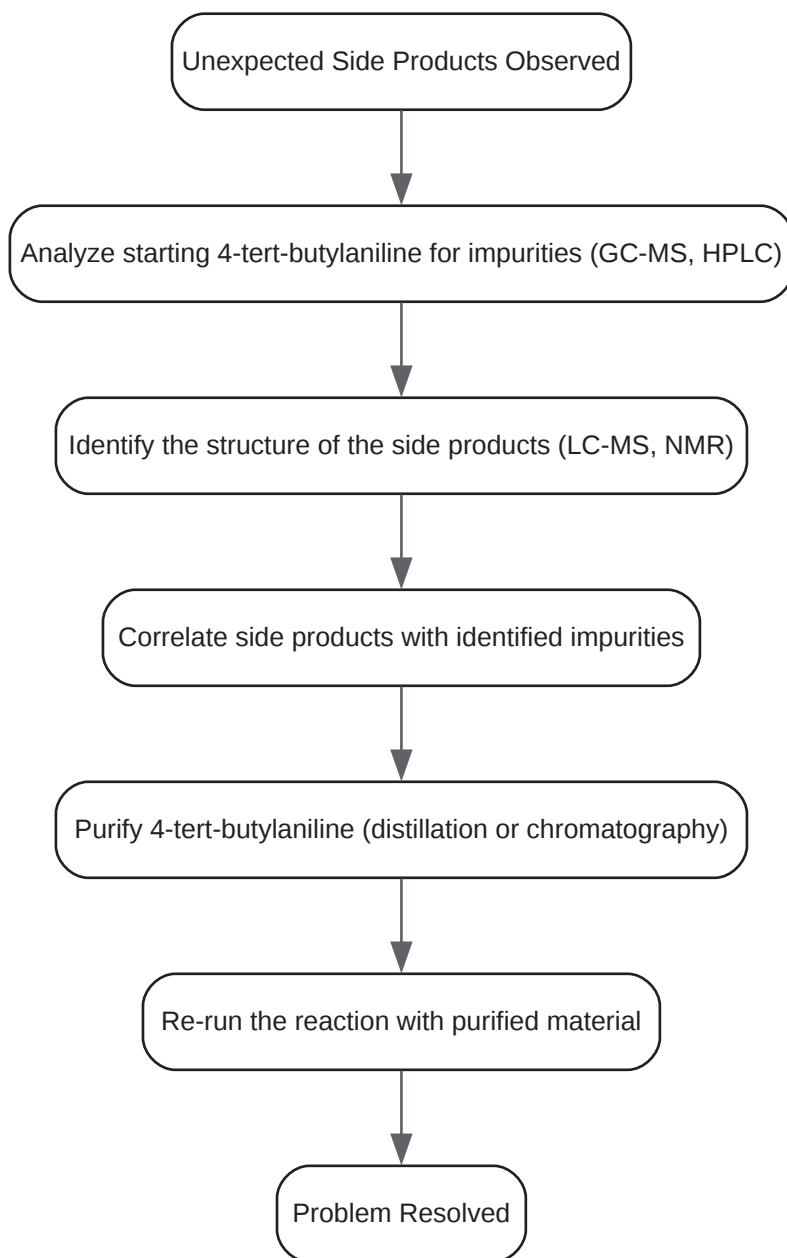 Unexpected Side Products Observed
Analyze starting 4-tert-butylaniline for impurities (GC-MS, HPLC)
Identify the structure of the side products (LC-MS, NMR)
Correlate side products with identified impurities
Purify 4-tert-butylaniline (distillation or chromatography)
Re-run the reaction with purified material
Problem Resolved